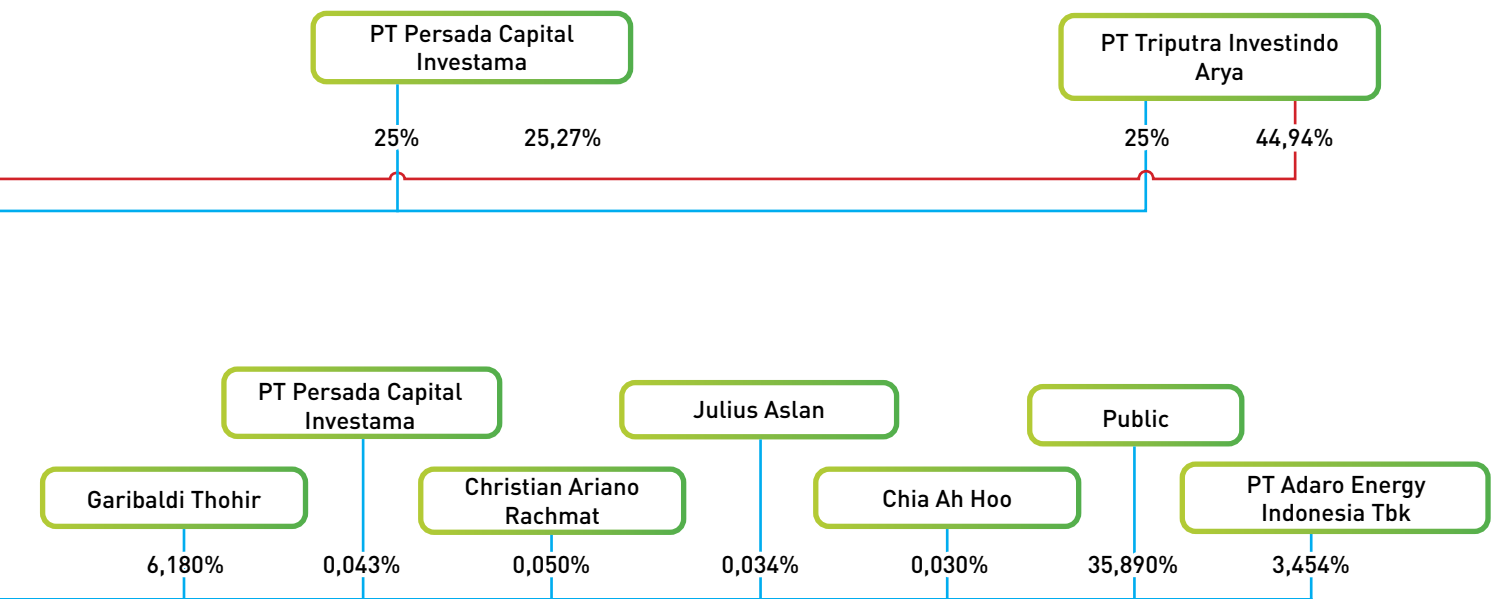 PT Persada Capital
Investama
PT Triputra Investindo
Arya
25%
25,27%
25%
44,94%
PT Persada Capital
Investama
Julius Aslan
Public
Garibaldi Thohir
Christian Ariano
Rachmat
Chia Ah Hoo
PT Adaro Energy
Indonesia Tbk
6,180%
0,043%
0,050%
0,034%
0,030%
35,890%
3,454%